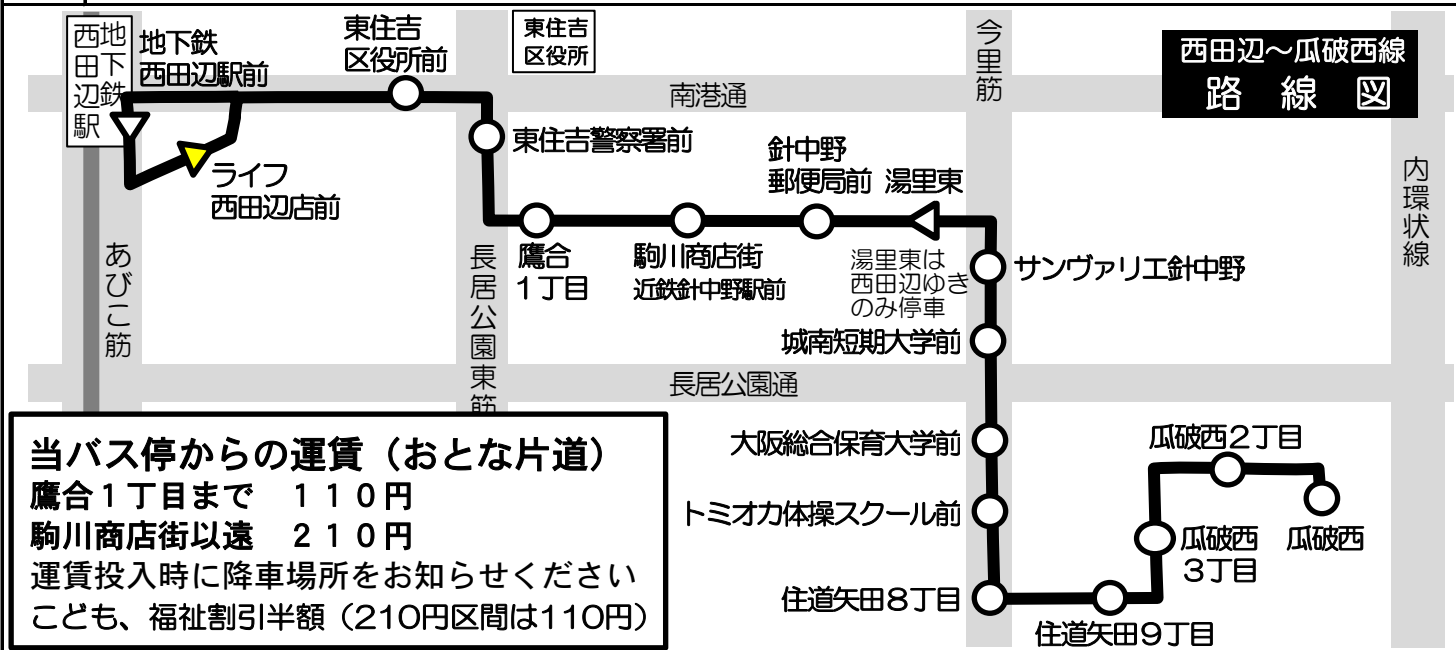 地下鉄
西田辺駅
地下鉄
西田辺駅前
東住吉
区役所前
東住吉
区役所
今里筋
西田辺～瓜破西線
路線図
南港通
東住吉警察署前
ライフ
西田辺店前
針中野
郵便局前
湯里東
内環状線
あびこ筋
長居公園東筋
鷹合
1丁目
駒川商店街
近鉄針中野駅前
湯里東は
西田辺ゆき
のみ停車
サンヴァリエ針中野
城南短期大学前
長居公園通
大阪総合保育大学前
瓜破西2丁目
トミオカ体操スクール前
瓜破西
3丁目
瓜破西
住道矢田8丁目
住道矢田9丁目
当バス停からの運賃（おとな片道）
鷹合１丁目まで　１１０円
駒川商店街以遠　２１０円
運賃投入時に降車場所をお知らせください
こども、福祉割引半額（210円区間は110円）